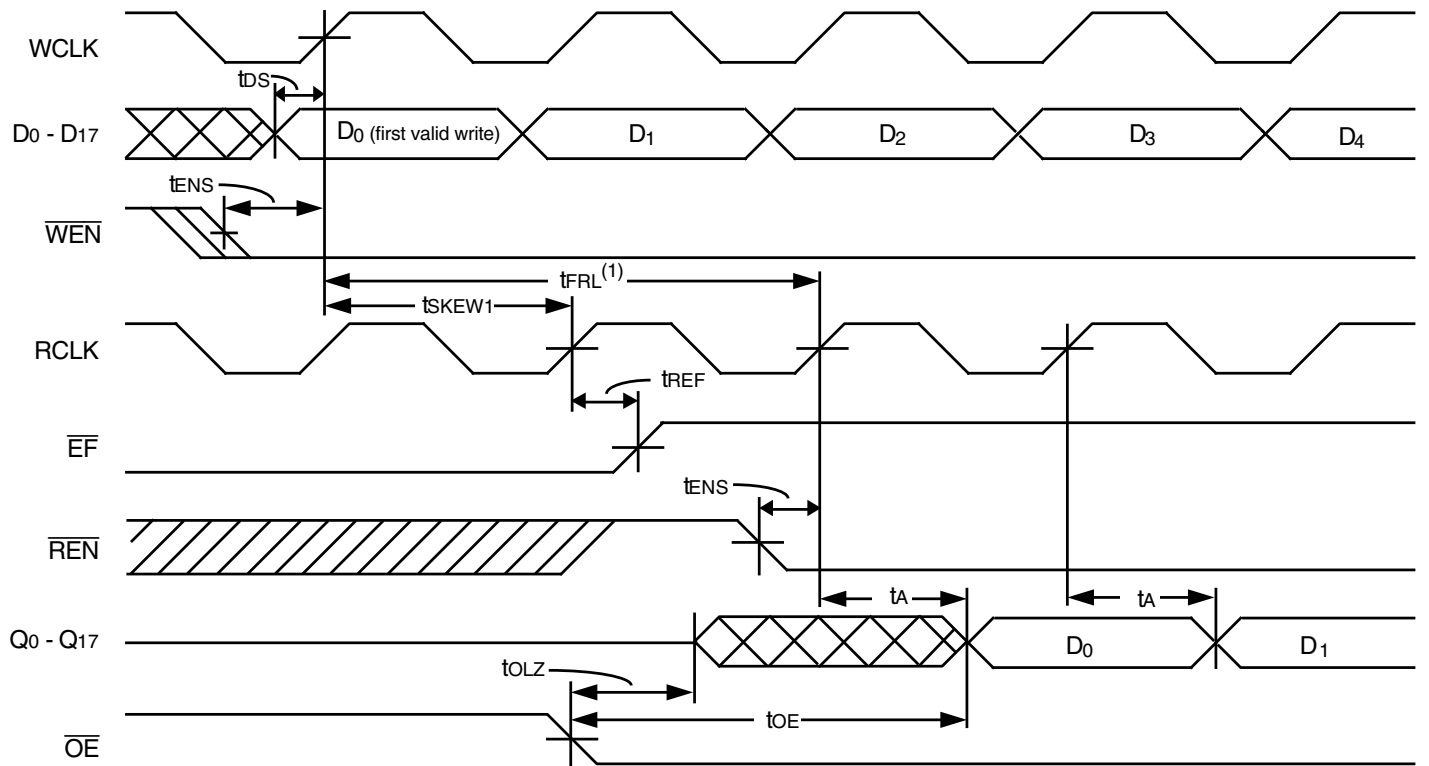 WCLK
tDS
D0 - D17
D0 (first valid write)
D1
D2
D3
D4
tENS
WEN
tFRL(1)
tSKEW1
RCLK
tREF
EF
tENS
REN
tA
tA
Q0 - Q17
D0
D1
tOLZ
tOE
OE